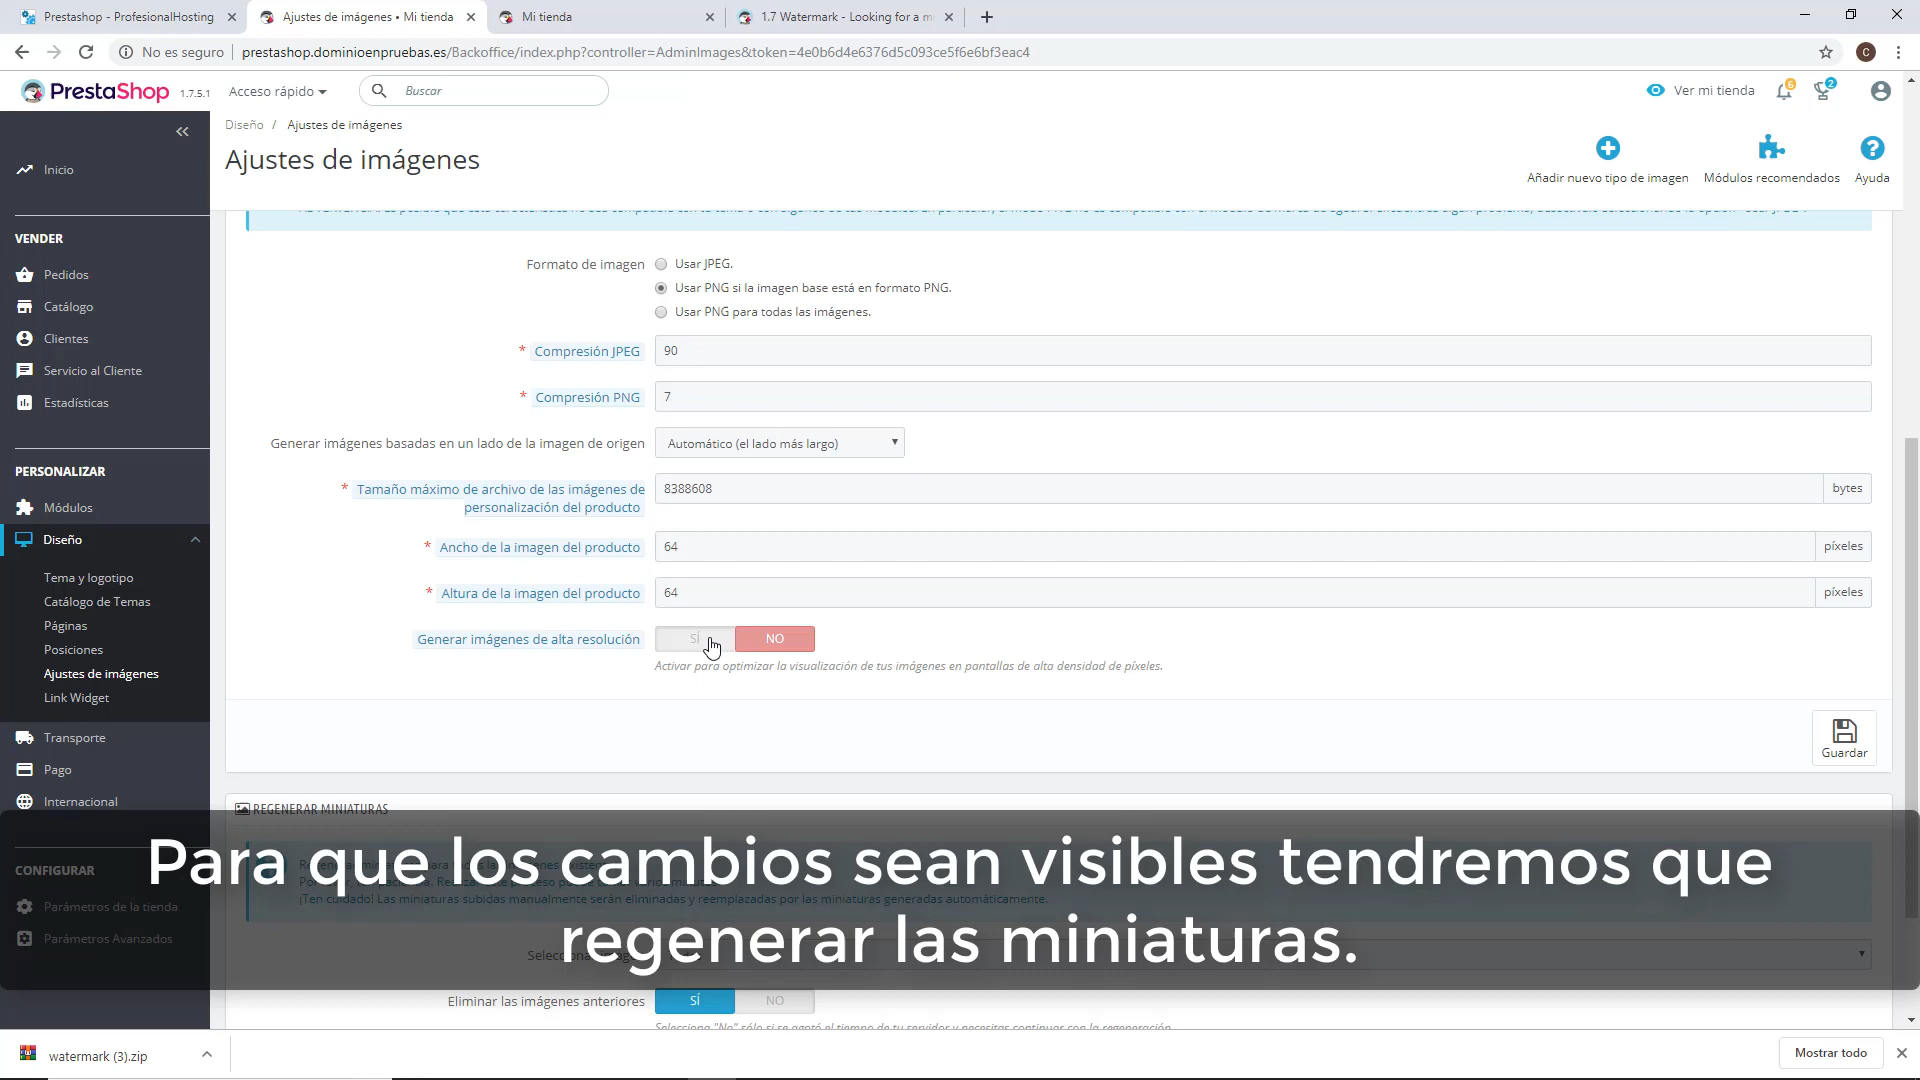 Prestashop - ProfesionalHosting
Ajustes de imágenes • Mi tienda
Mi tienda
1.7 Watermark - Looking for a m
No es seguro
prestashop.dominioenpruebas.es/Backoffice/index.php?controller=AdminImages&token=4e0b6d4e6376d5c093ce5f6e6bf3eac4
C
PrestaShop 1.7.5.1
Acceso rápido
Buscar
Ver mi tienda
6
2
Diseño / Ajustes de imágenes
Ajustes de imágenes
Añadir nuevo tipo de imagen
Módulos recomendados
Ayuda
Inicio
VENDER
Pedidos
Catálogo
Clientes
Servicio al Cliente
Estadísticas
PERSONALIZAR
Módulos
Diseño
Tema y logotipo
Catálogo de Temas
Páginas
Posiciones
Ajustes de imágenes
Link Widget
Transporte
Pago
Internacional
CONFIGURAR
Parámetros de la tienda
Parámetros Avanzados
Formato de imagen
Usar JPEG.
Usar PNG si la imagen base está en formato PNG.
Usar PNG para todas las imágenes.
* Compresión JPEG
90
* Compresión PNG
7
Generar imágenes basadas en un lado de la imagen de origen
Automático (el lado más largo)
* Tamaño máximo de archivo de las imágenes de
personalización del producto
8388608
bytes
* Ancho de la imagen del producto
64
píxeles
* Altura de la imagen del producto
64
píxeles
Generar imágenes de alta resolución
SÍ
NO
Activar para optimizar la visualización de tus imágenes en pantallas de alta densidad de píxeles.
Guardar
REGENERAR MINIATURAS
¡Ten cuidado! Las miniaturas subidas manualmente serán eliminadas y reemplazadas por las miniaturas generadas automáticamente.
Para que los cambios sean visibles tendremos que
regenerar las miniaturas.
Eliminar las imágenes anteriores
SÍ
NO
Selecciona "No" sólo si se agotó el tiempo de tu servidor y necesitas continuar con la regeneración.
watermark (3).zip
Mostrar todo